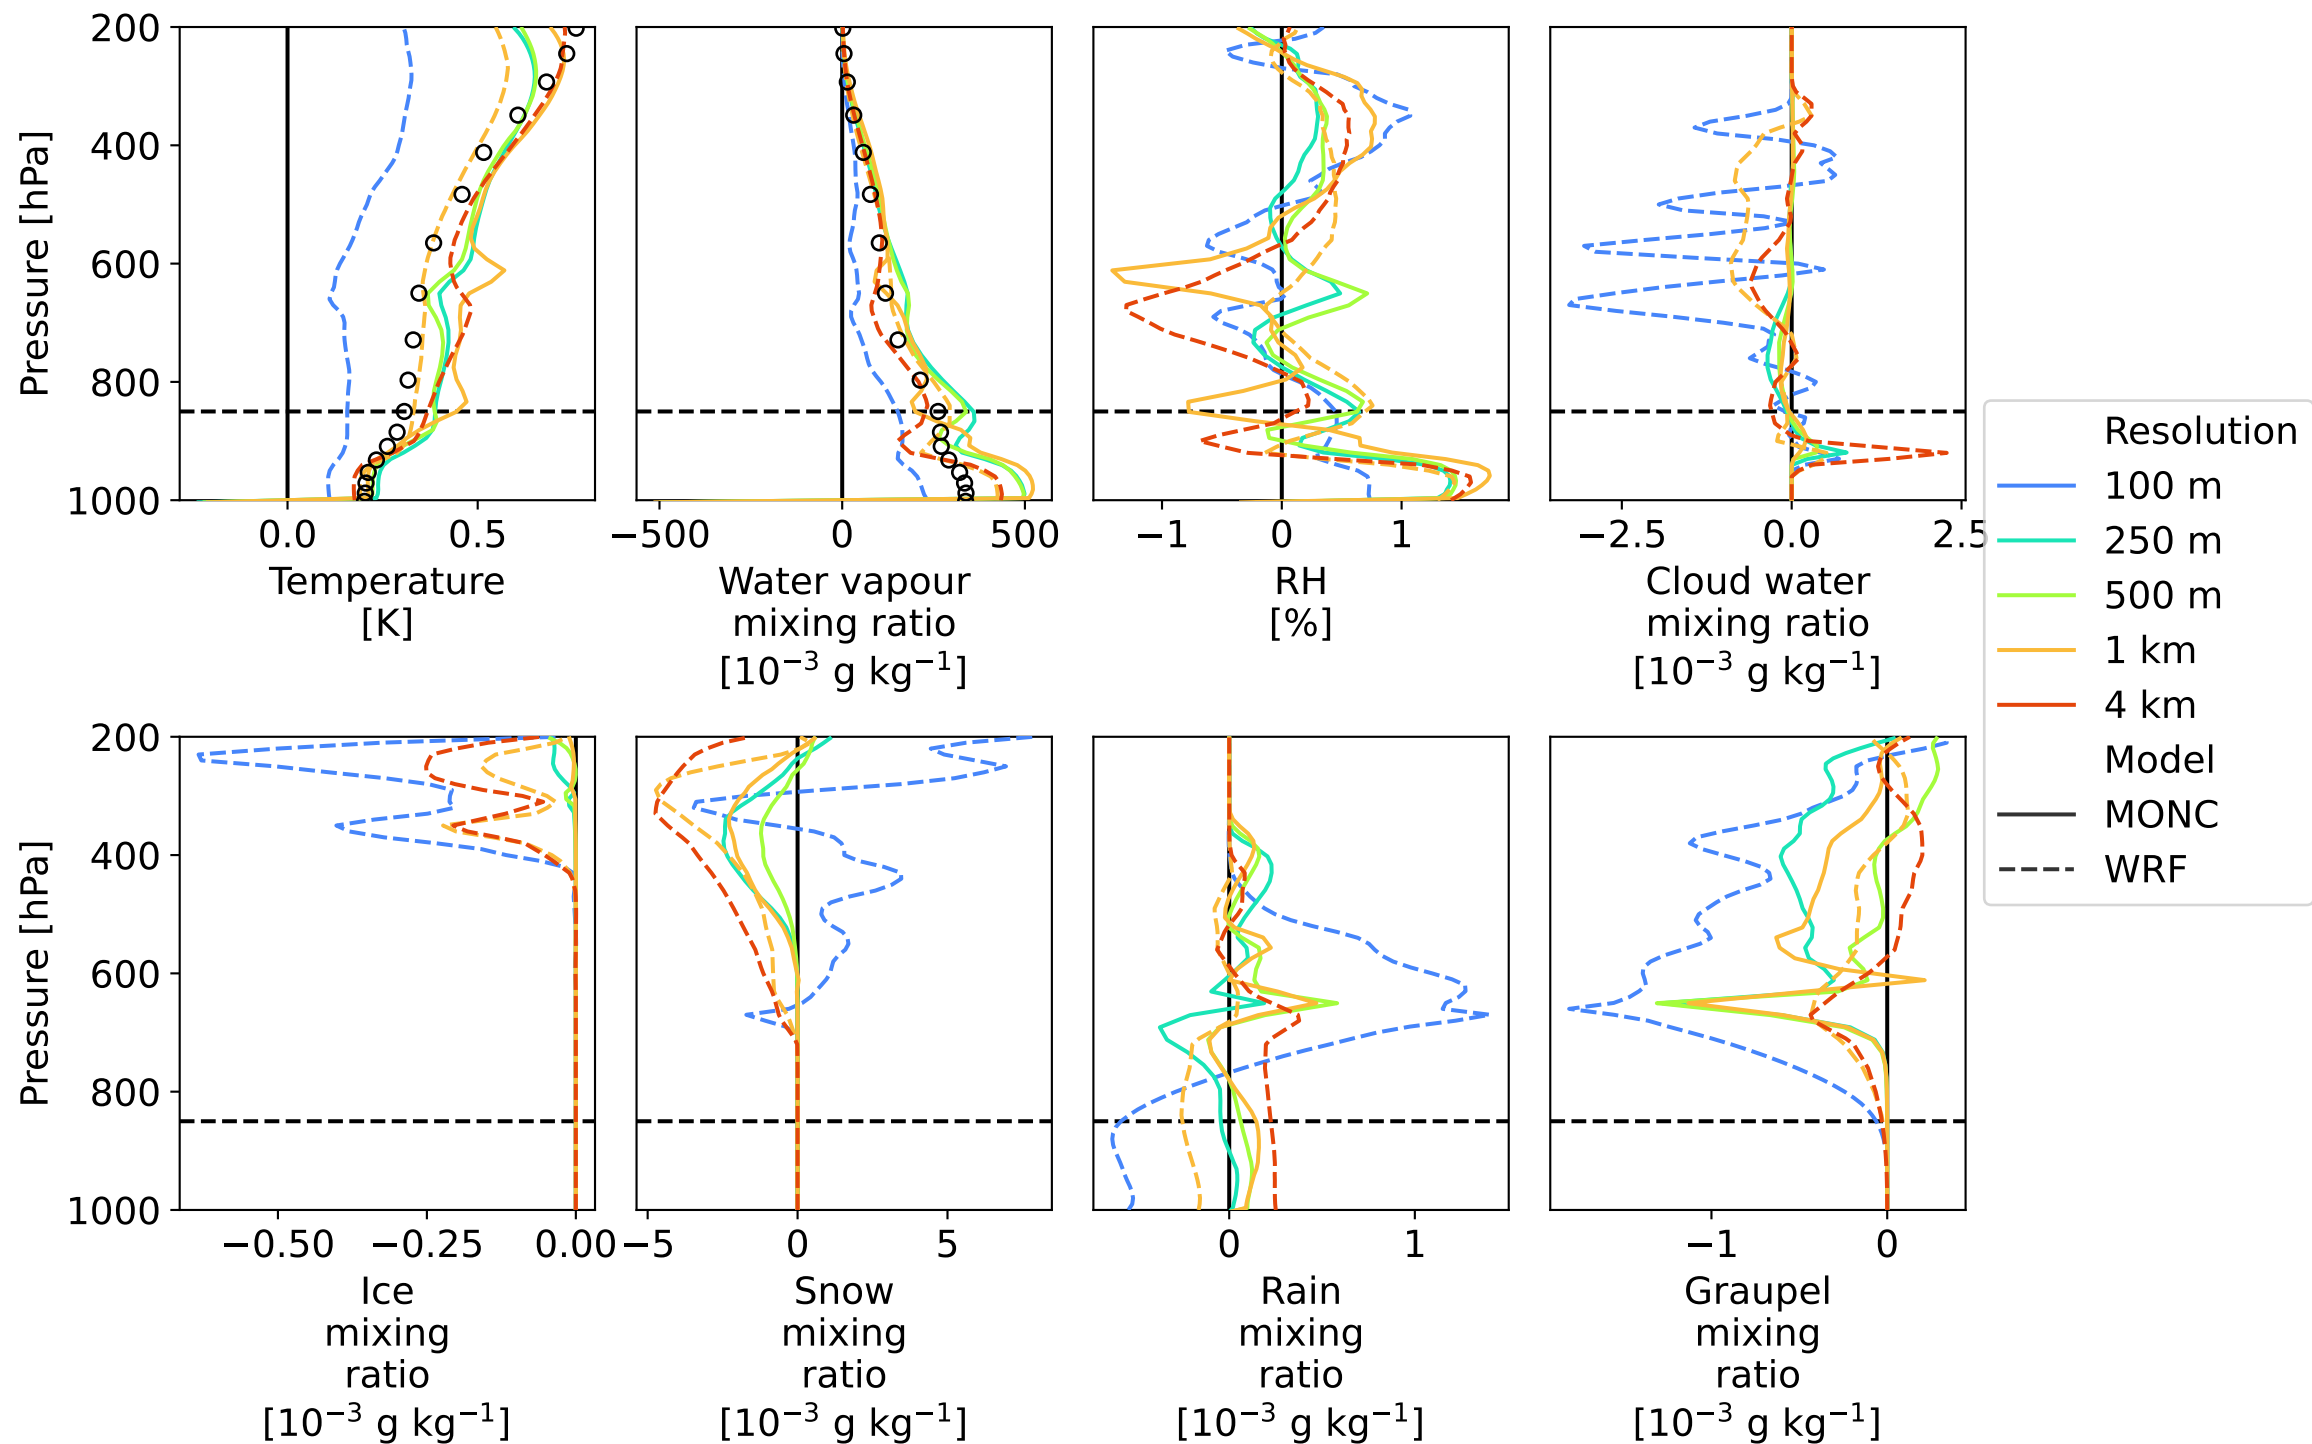 200
400
600
800
1000
Pressure [hPa]
0.0 0.5
Temperature
[K]
−500 0 500
Water vapour
mixing ratio
[10⁻³ g kg⁻¹]
−1 0 1
RH
[%]
−2.5 0.0 2.5
Cloud water
mixing ratio
[10⁻³ g kg⁻¹]
Resolution
100 m
250 m
500 m
1 km
4 km
Model
MONC
WRF
200
400
600
800
1000
Pressure [hPa]
−0.50 −0.25 0.00
Ice
mixing
ratio
[10⁻³ g kg⁻¹]
−5 0 5
Snow
mixing
ratio
[10⁻³ g kg⁻¹]
0 1
Rain
mixing
ratio
[10⁻³ g kg⁻¹]
−1 0
Graupel
mixing
ratio
[10⁻³ g kg⁻¹]